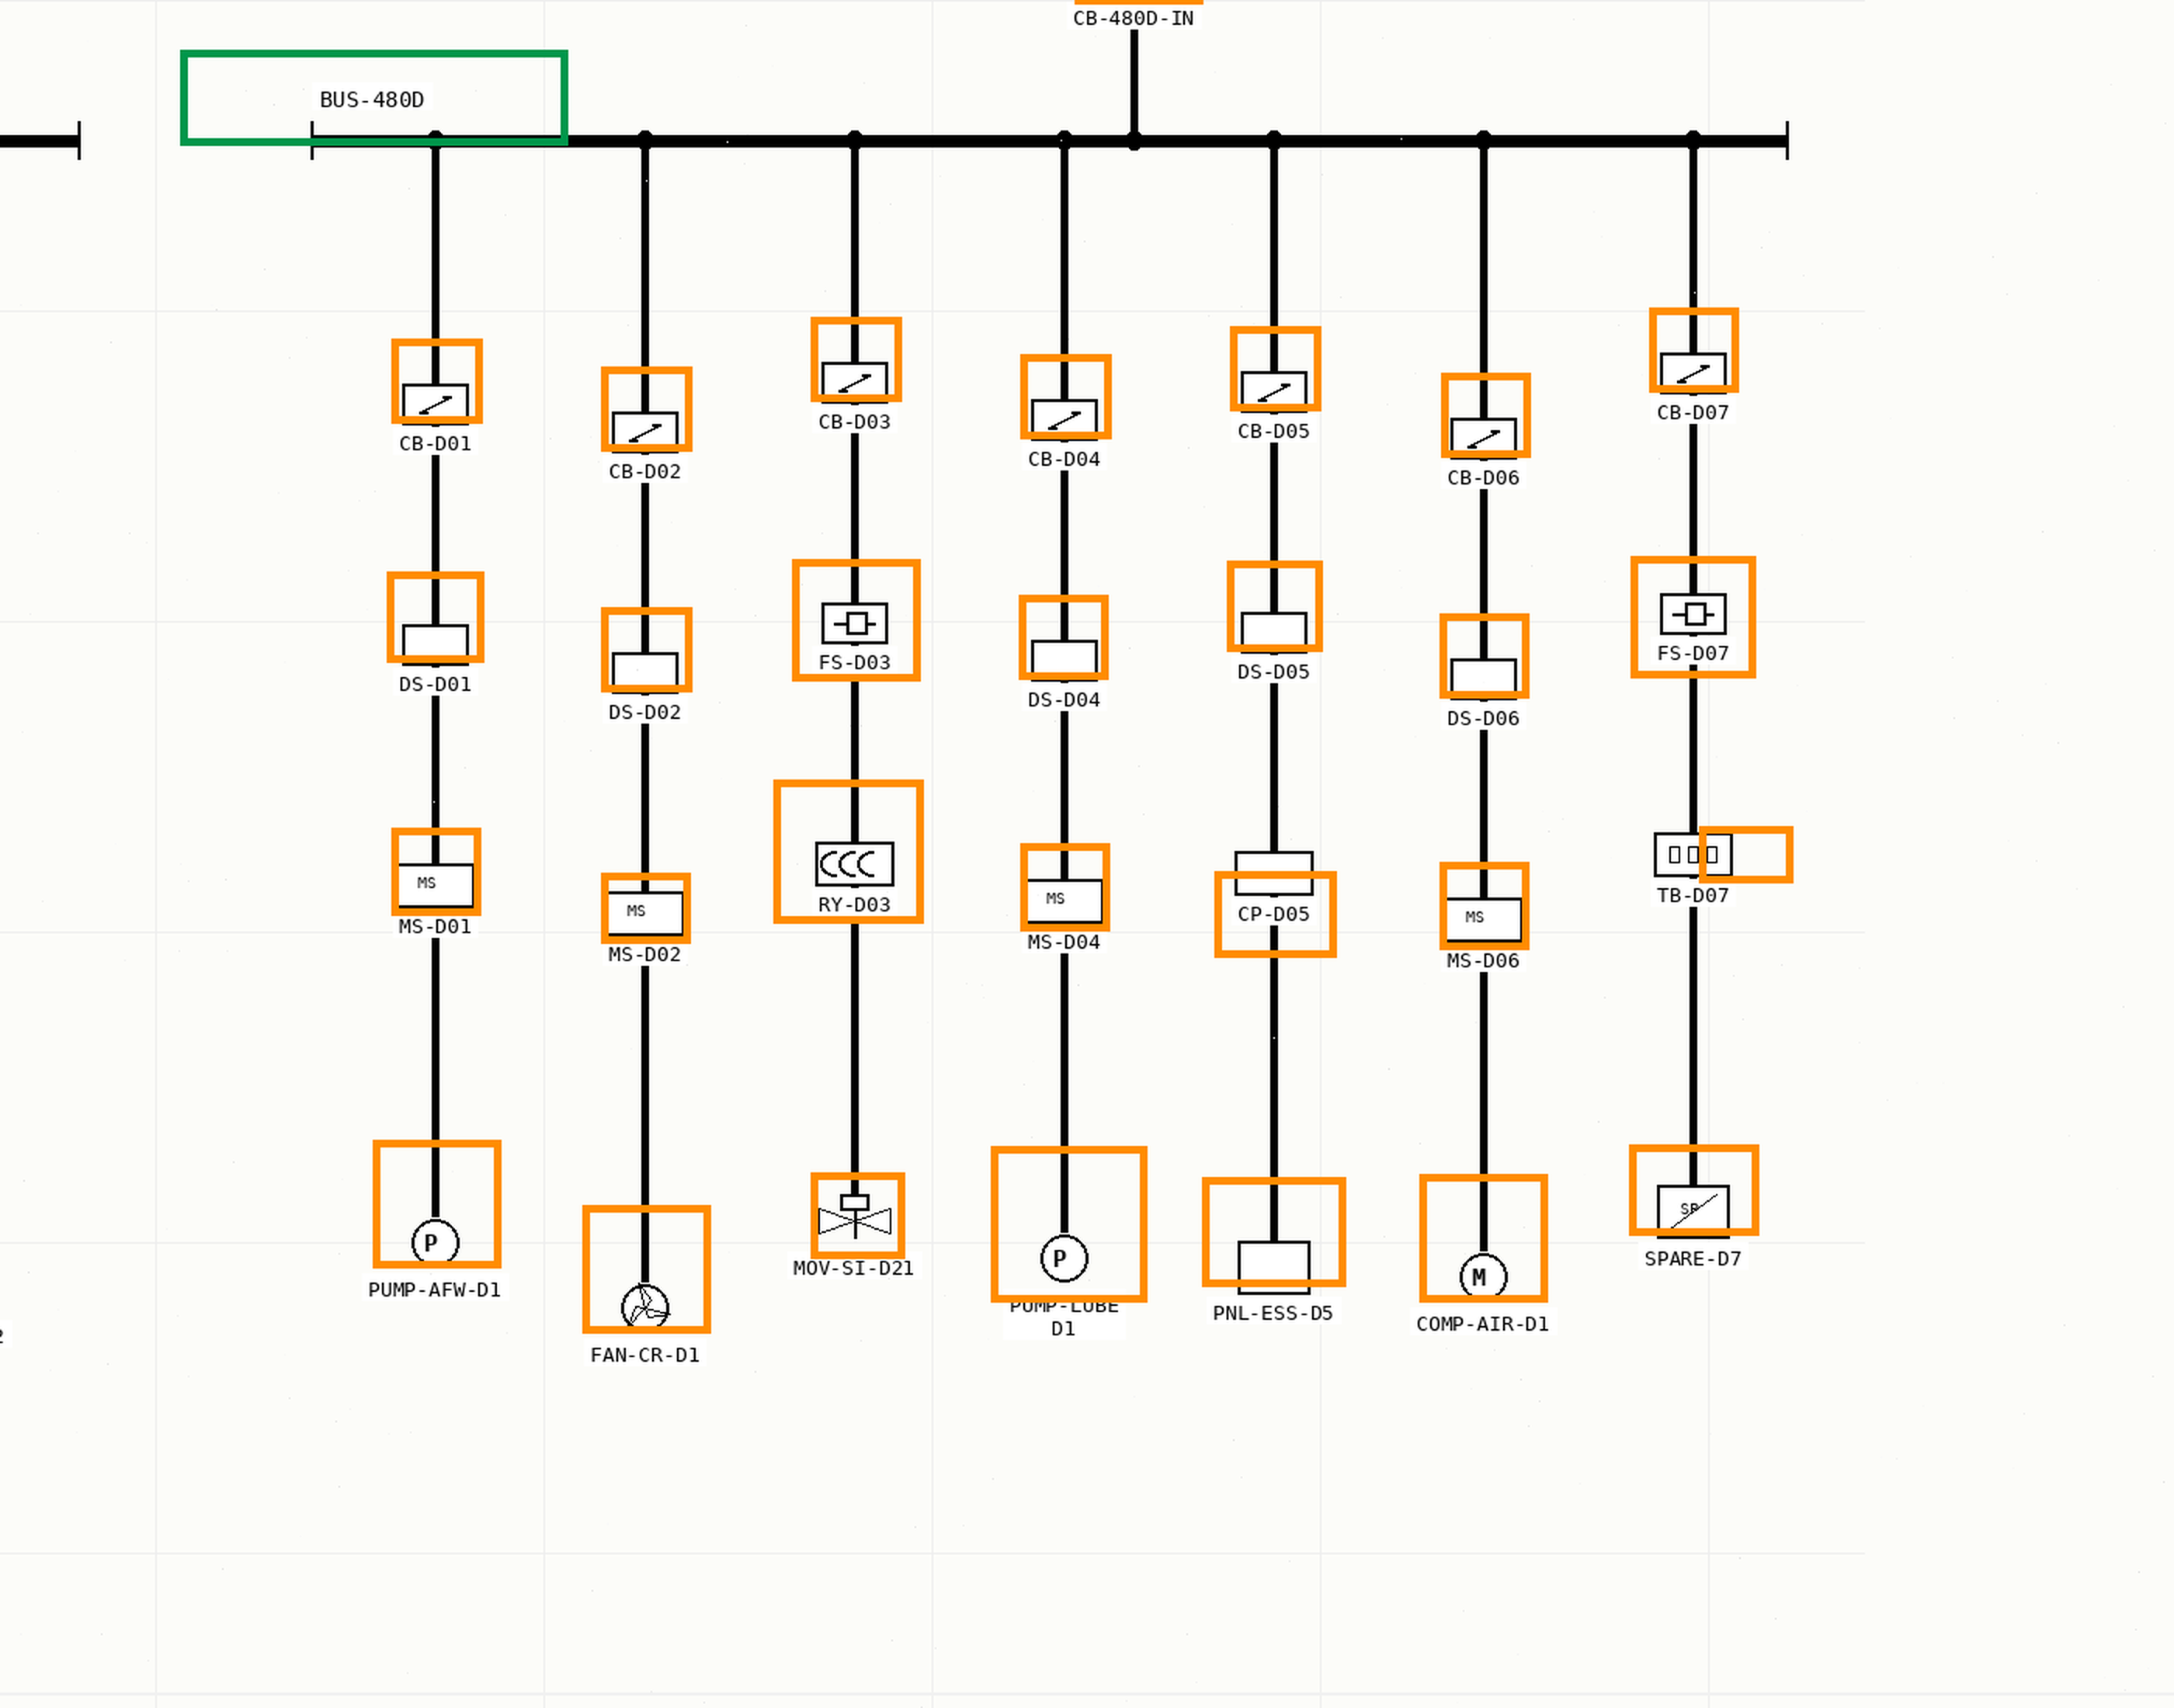 CB-480D-IN
BUS-480D
CB-D01
CB-D02
CB-D03
CB-D04
CB-D05
CB-D06
CB-D07
DS-D01
DS-D02
FS-D03
DS-D04
DS-D05
DS-D06
FS-D07
MS
MS-D01
MS
MS-D02
RY-D03
MS
MS-D04
CP-D05
MS
MS-D06
TB-D07
P
PUMP-AFW-D1
FAN-CR-D1
MOV-SI-D21
P
PUMP-LUBE
D1
PNL-ESS-D5
M
COMP-AIR-D1
SP
SPARE-D7